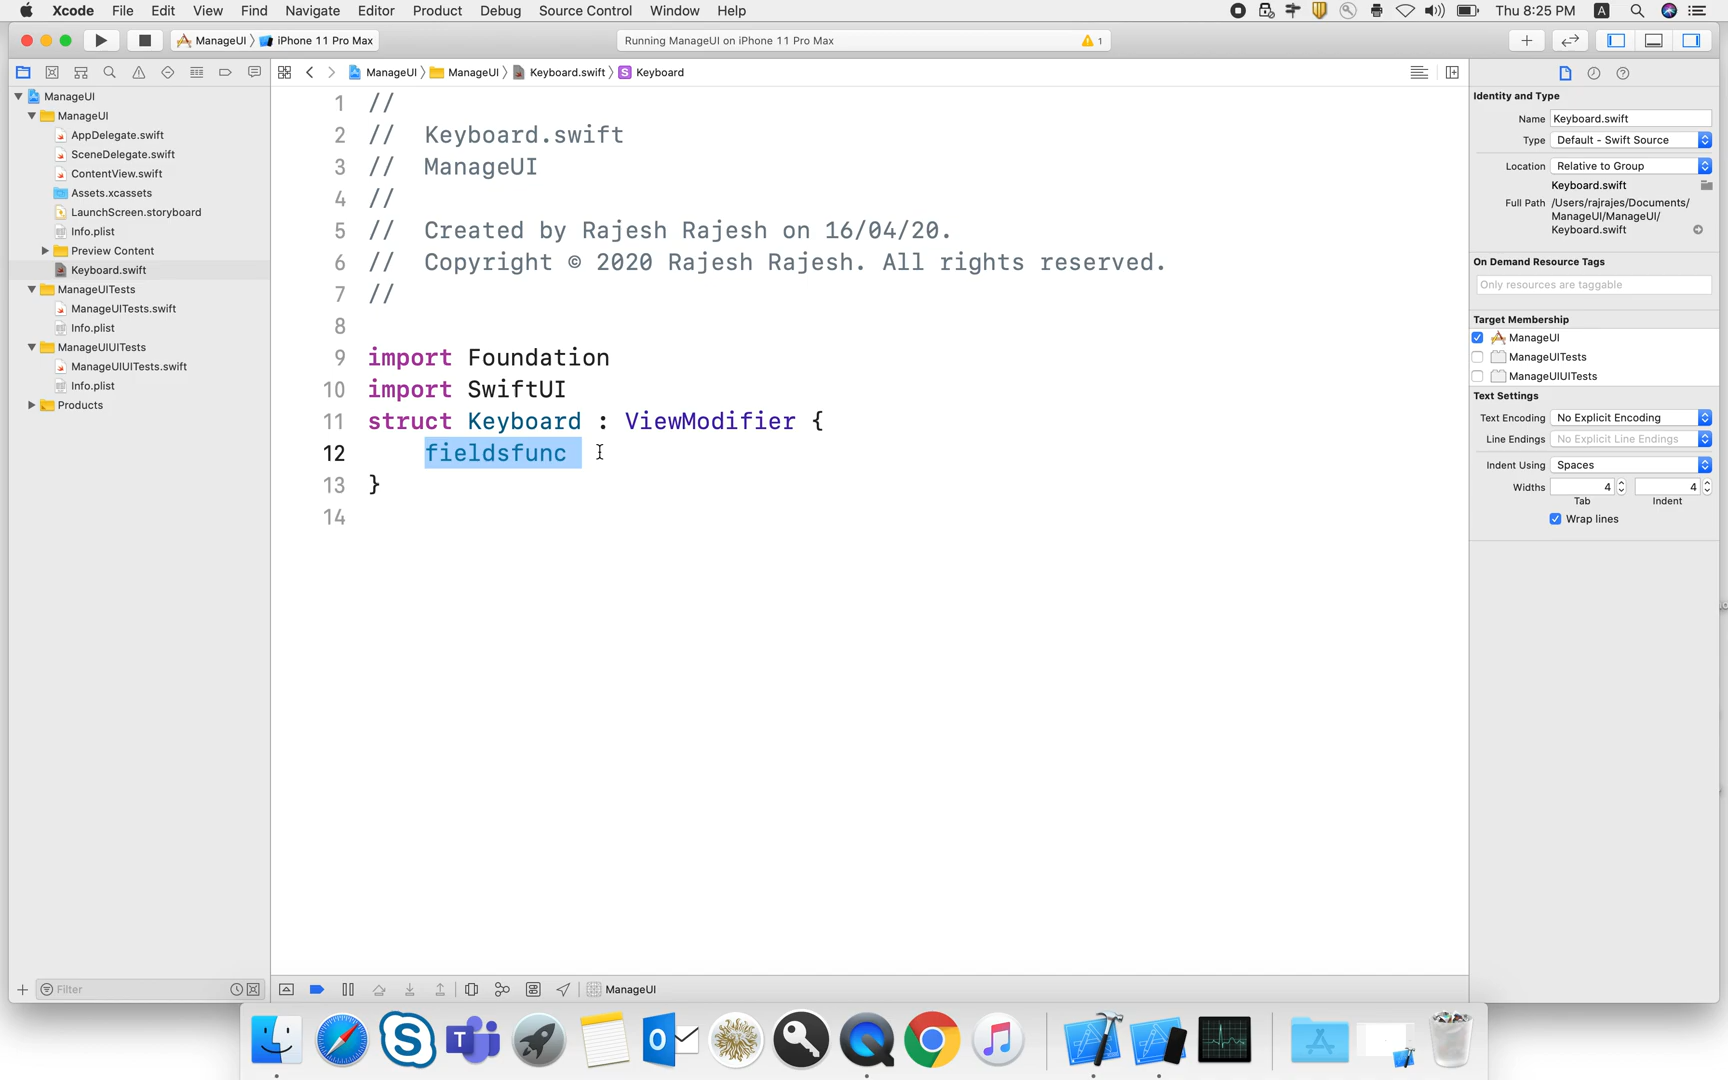 Xcode File Edit View Find Navigate Editor Product Debug Source Control Window Help Thu 8:25 PM A
ManageUI iPhone 11 Pro Max Running ManageUI on iPhone 11 Pro Max 1
ManageUI ManageUI Keyboard.swift S Keyboard
ManageUI
ManageUI
AppDelegate.swift
SceneDelegate.swift
ContentView.swift
Assets.xcassets
LaunchScreen.storyboard
Info.plist
Preview Content
Keyboard.swift
ManageUITests
ManageUITests.swift
Info.plist
ManageUIUITests
ManageUIUITests.swift
Info.plist
Products
Filter
1 //
2 // Keyboard.swift
3 // ManageUI
4 //
5 // Created by Rajesh Rajesh on 16/04/20.
6 // Copyright © 2020 Rajesh Rajesh. All rights reserved.
7 //
8
9 import Foundation
10 import SwiftUI
11 struct Keyboard : ViewModifier {
12 fieldsfunc
13 }
14
ManageUI
Identity and Type
Name Keyboard.swift
Type Default - Swift Source
Location Relative to Group
Keyboard.swift
Full Path /Users/rajrajes/Documents/
ManageUI/ManageUI/
Keyboard.swift
On Demand Resource Tags
Only resources are taggable
Target Membership
ManageUI
ManageUITests
ManageUIUITests
Text Settings
Text Encoding No Explicit Encoding
Line Endings No Explicit Line Endings
Indent Using Spaces
Widths 4 4
Tab Indent
Wrap lines